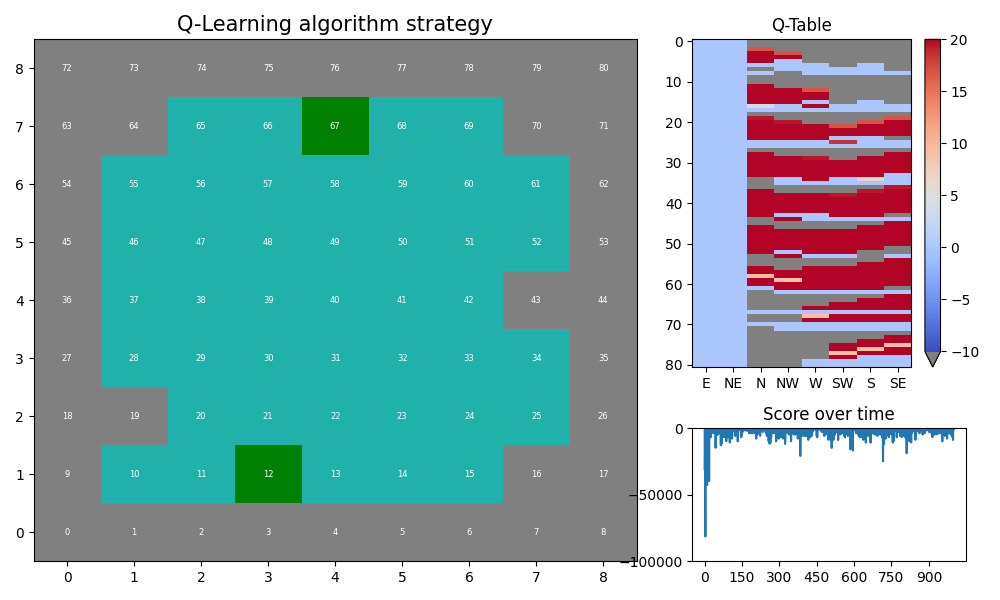 Q-Learning algorithm strategy
8 72 73 74 75 76 77 78 79 80
7 63 64 65 66 67 68 69 70 71
6 54 55 56 57 58 59 60 61 62
5 45 46 47 48 49 50 51 52 53
4 36 37 38 39 40 41 42 43 44
3 27 28 29 30 31 32 33 34 35
2 18 19 20 21 22 23 24 25 26
1 9 10 11 12 13 14 15 16 17
0 0 1 2 3 4 5 6 7 8
0 1 2 3 4 5 6 7 8
Q-Table
0
10
20
30
40
50
60
70
80
E NE N NW W SW S SE
20
15
10
5
0
−5
−10
Score over time
0
−50000
−100000
0 150 300 450 600 750 900